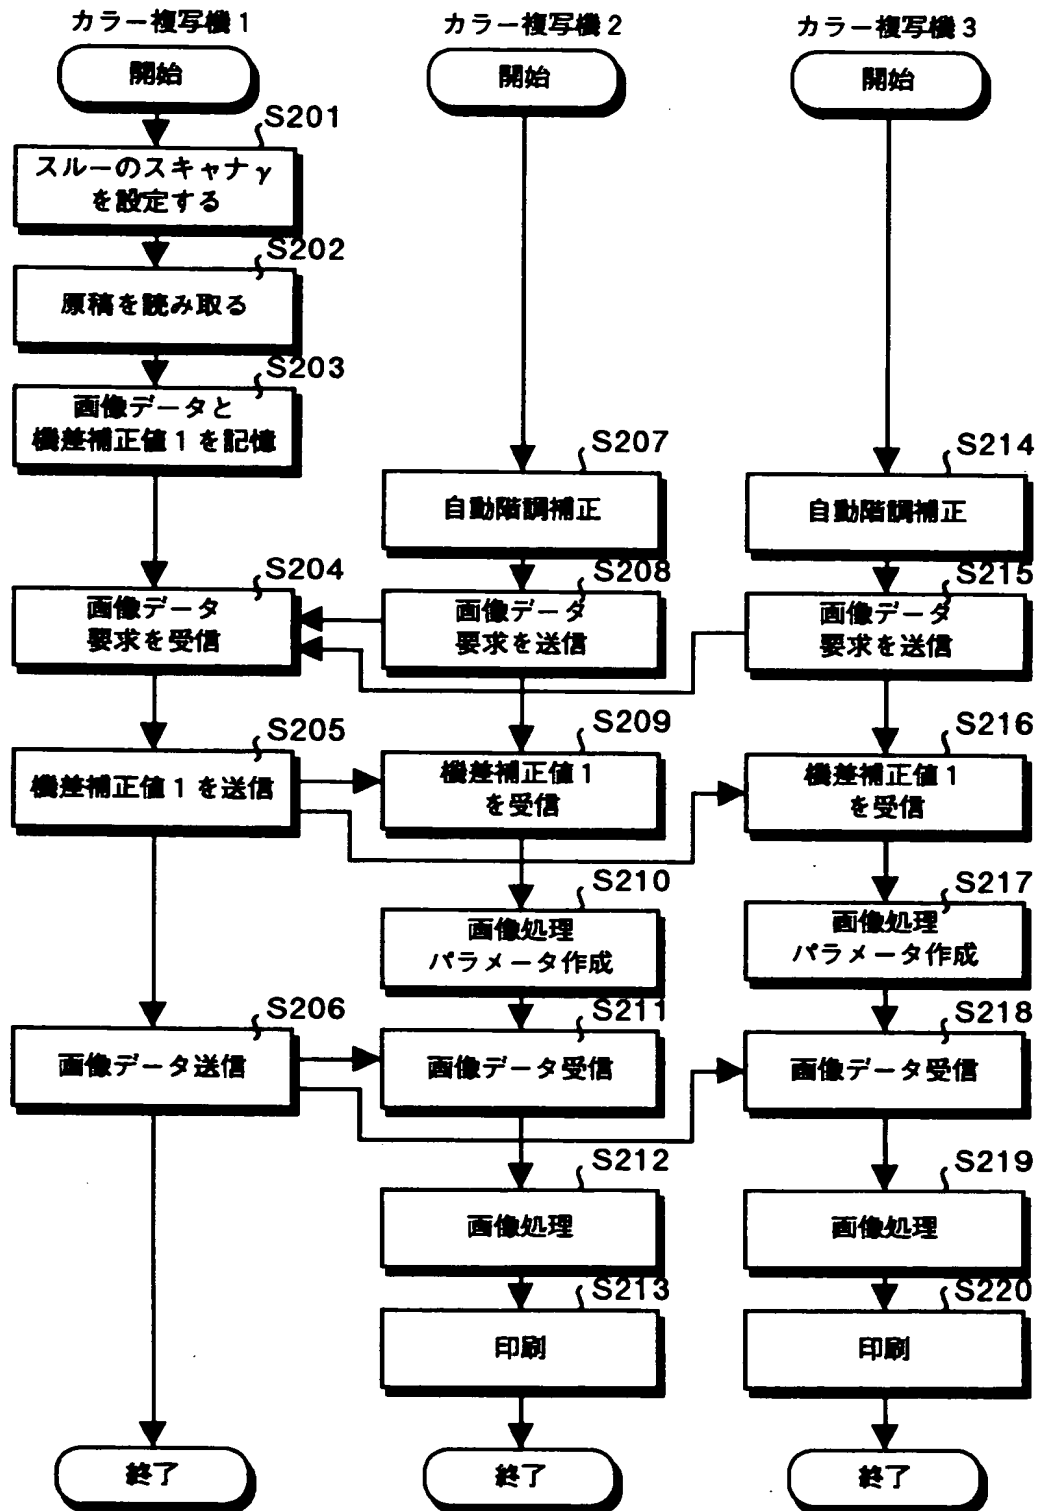 カラー複写機1
開始
S201
スルーのスキャナγ
を設定する
S202
原稿を読み取る
S203
画像データと
機差補正値1を記憶
S204
画像データ
要求を受信
S205
機差補正値1を送信
S206
画像データ送信
終了
カラー複写機2
開始
S207
自動階調補正
S208
画像データ
要求を送信
S209
機差補正値1
を受信
S210
画像処理
パラメータ作成
S211
画像データ受信
S212
画像処理
S213
印刷
終了
カラー複写機3
開始
S214
自動階調補正
S215
画像データ
要求を送信
S216
機差補正値1
を受信
S217
画像処理
パラメータ作成
S218
画像データ受信
S219
画像処理
S220
印刷
終了